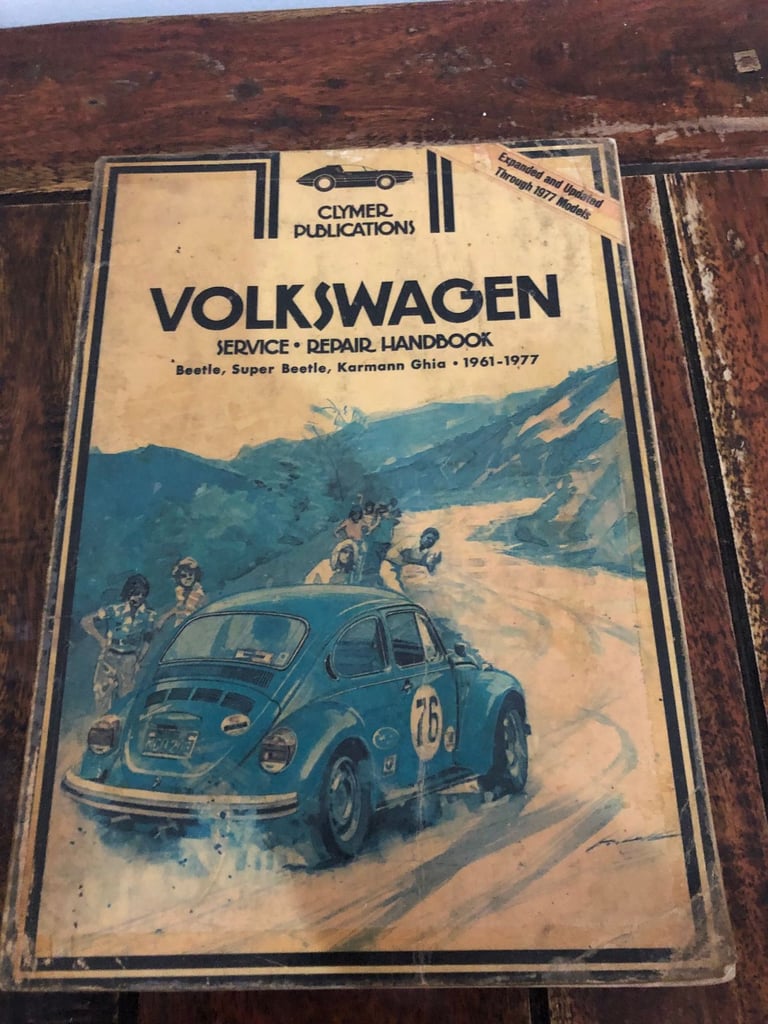 Expanded and Updated
Through 1977 Models
CLYMER
PUBLICATIONS
VOLKSWAGEN
SERVICE • REPAIR HANDBOOK
Beetle, Super Beetle, Karmann Ghia • 1961-1977
76